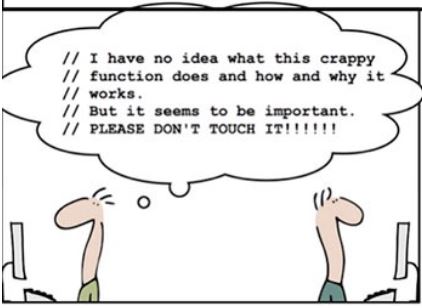 // I have no idea what this crappy
// function does and how and why it
// works.
// But it seems to be important.
// PLEASE DON'T TOUCH IT!!!!!!